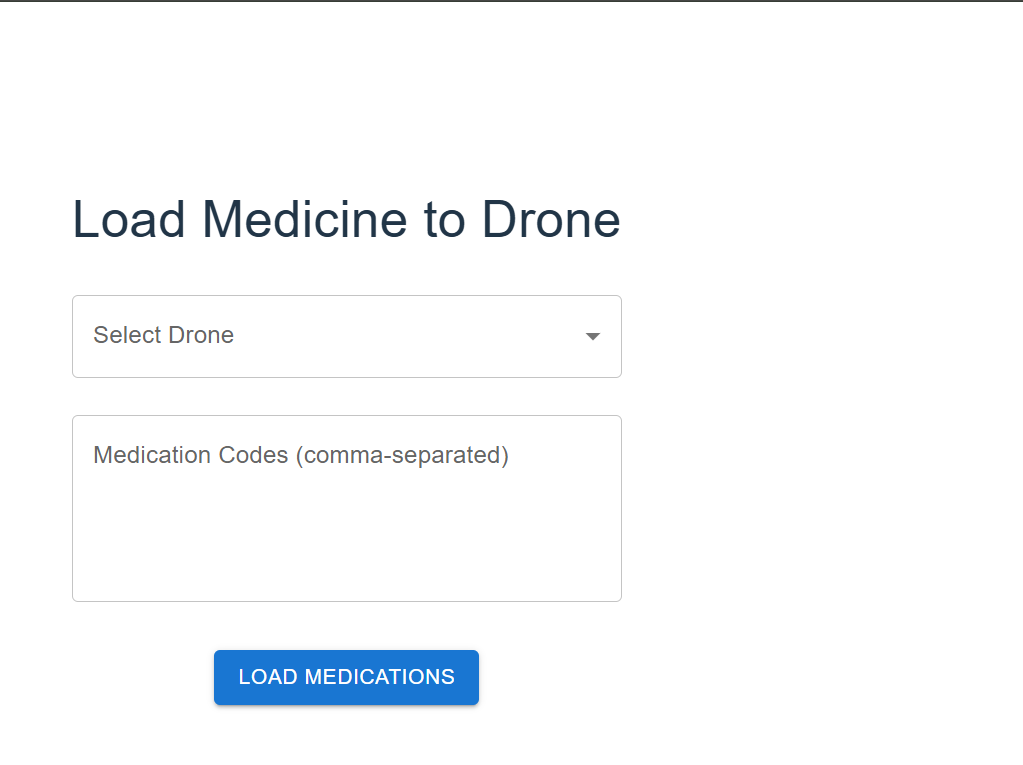 Load Medicine to Drone
Select Drone
Medication Codes (comma-separated)
LOAD MEDICATIONS